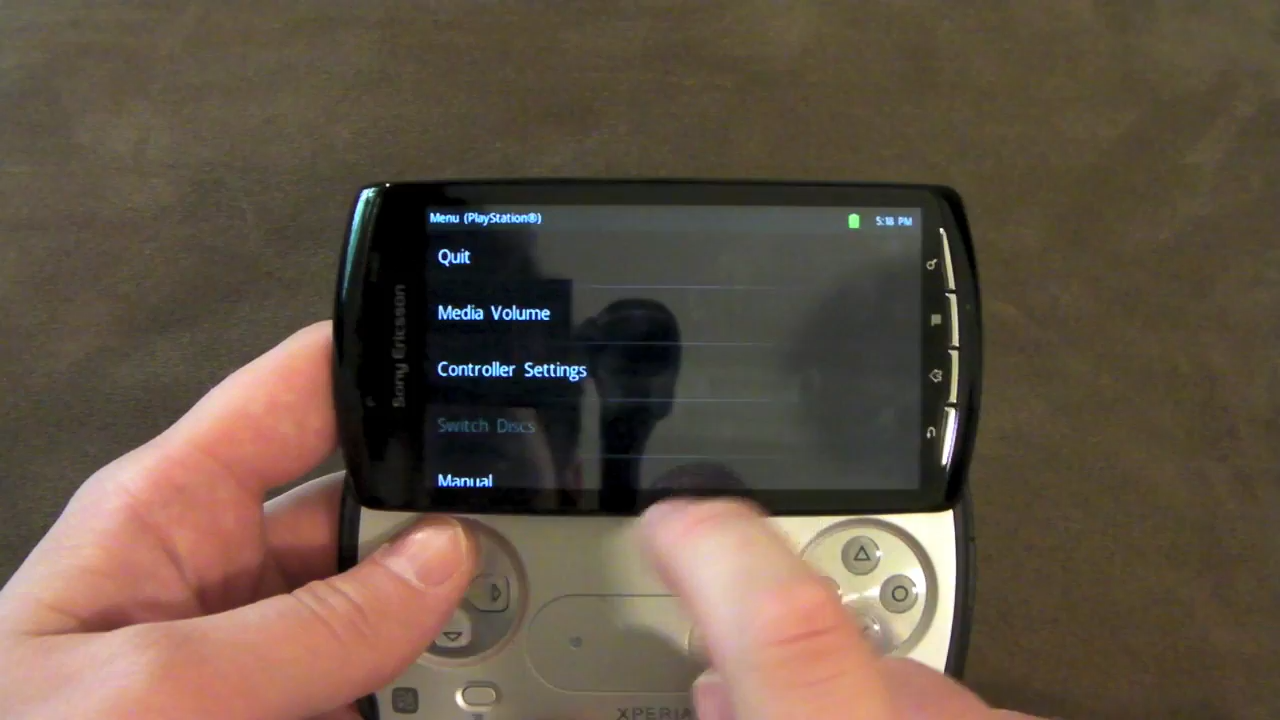 Menu (PlayStation®)
5:18 PM
Quit
Media Volume
Controller Settings
Switch Discs
Manual
Sony Ericsson
XPERIA